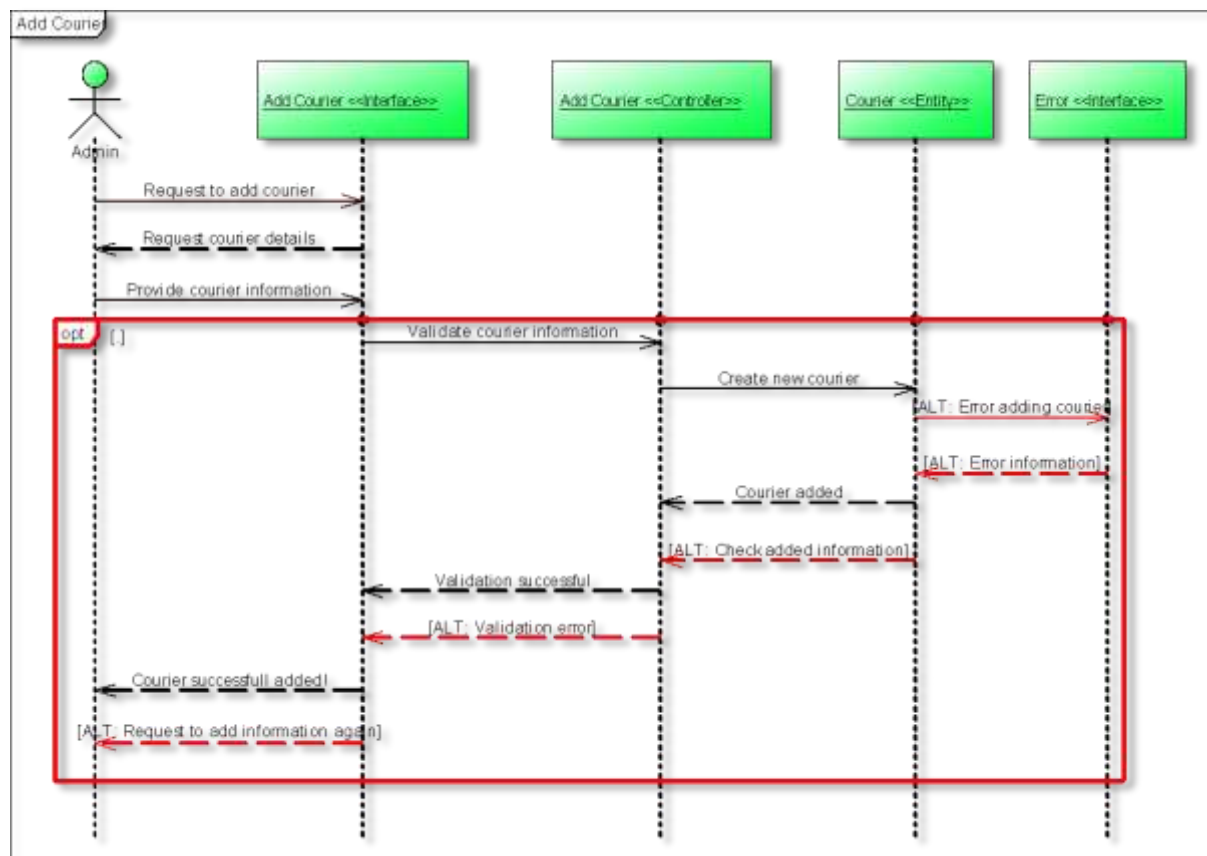 Add Courier
Add Courier <<Interface>>
Add Courier <<Controller>>
Courier <<Entity>>
Error <<Interface>>
Admin
Request to add courier
Request courier details
Provide courier information
opt
[.]
Validate courier information
Create new courier
[ALT: Error adding courier]
[ALT: Error information]
Courier added
[ALT: Check added information]
Validation successful
[ALT: Validation error]
Courier successfull added!
[ALT: Request to add information again]